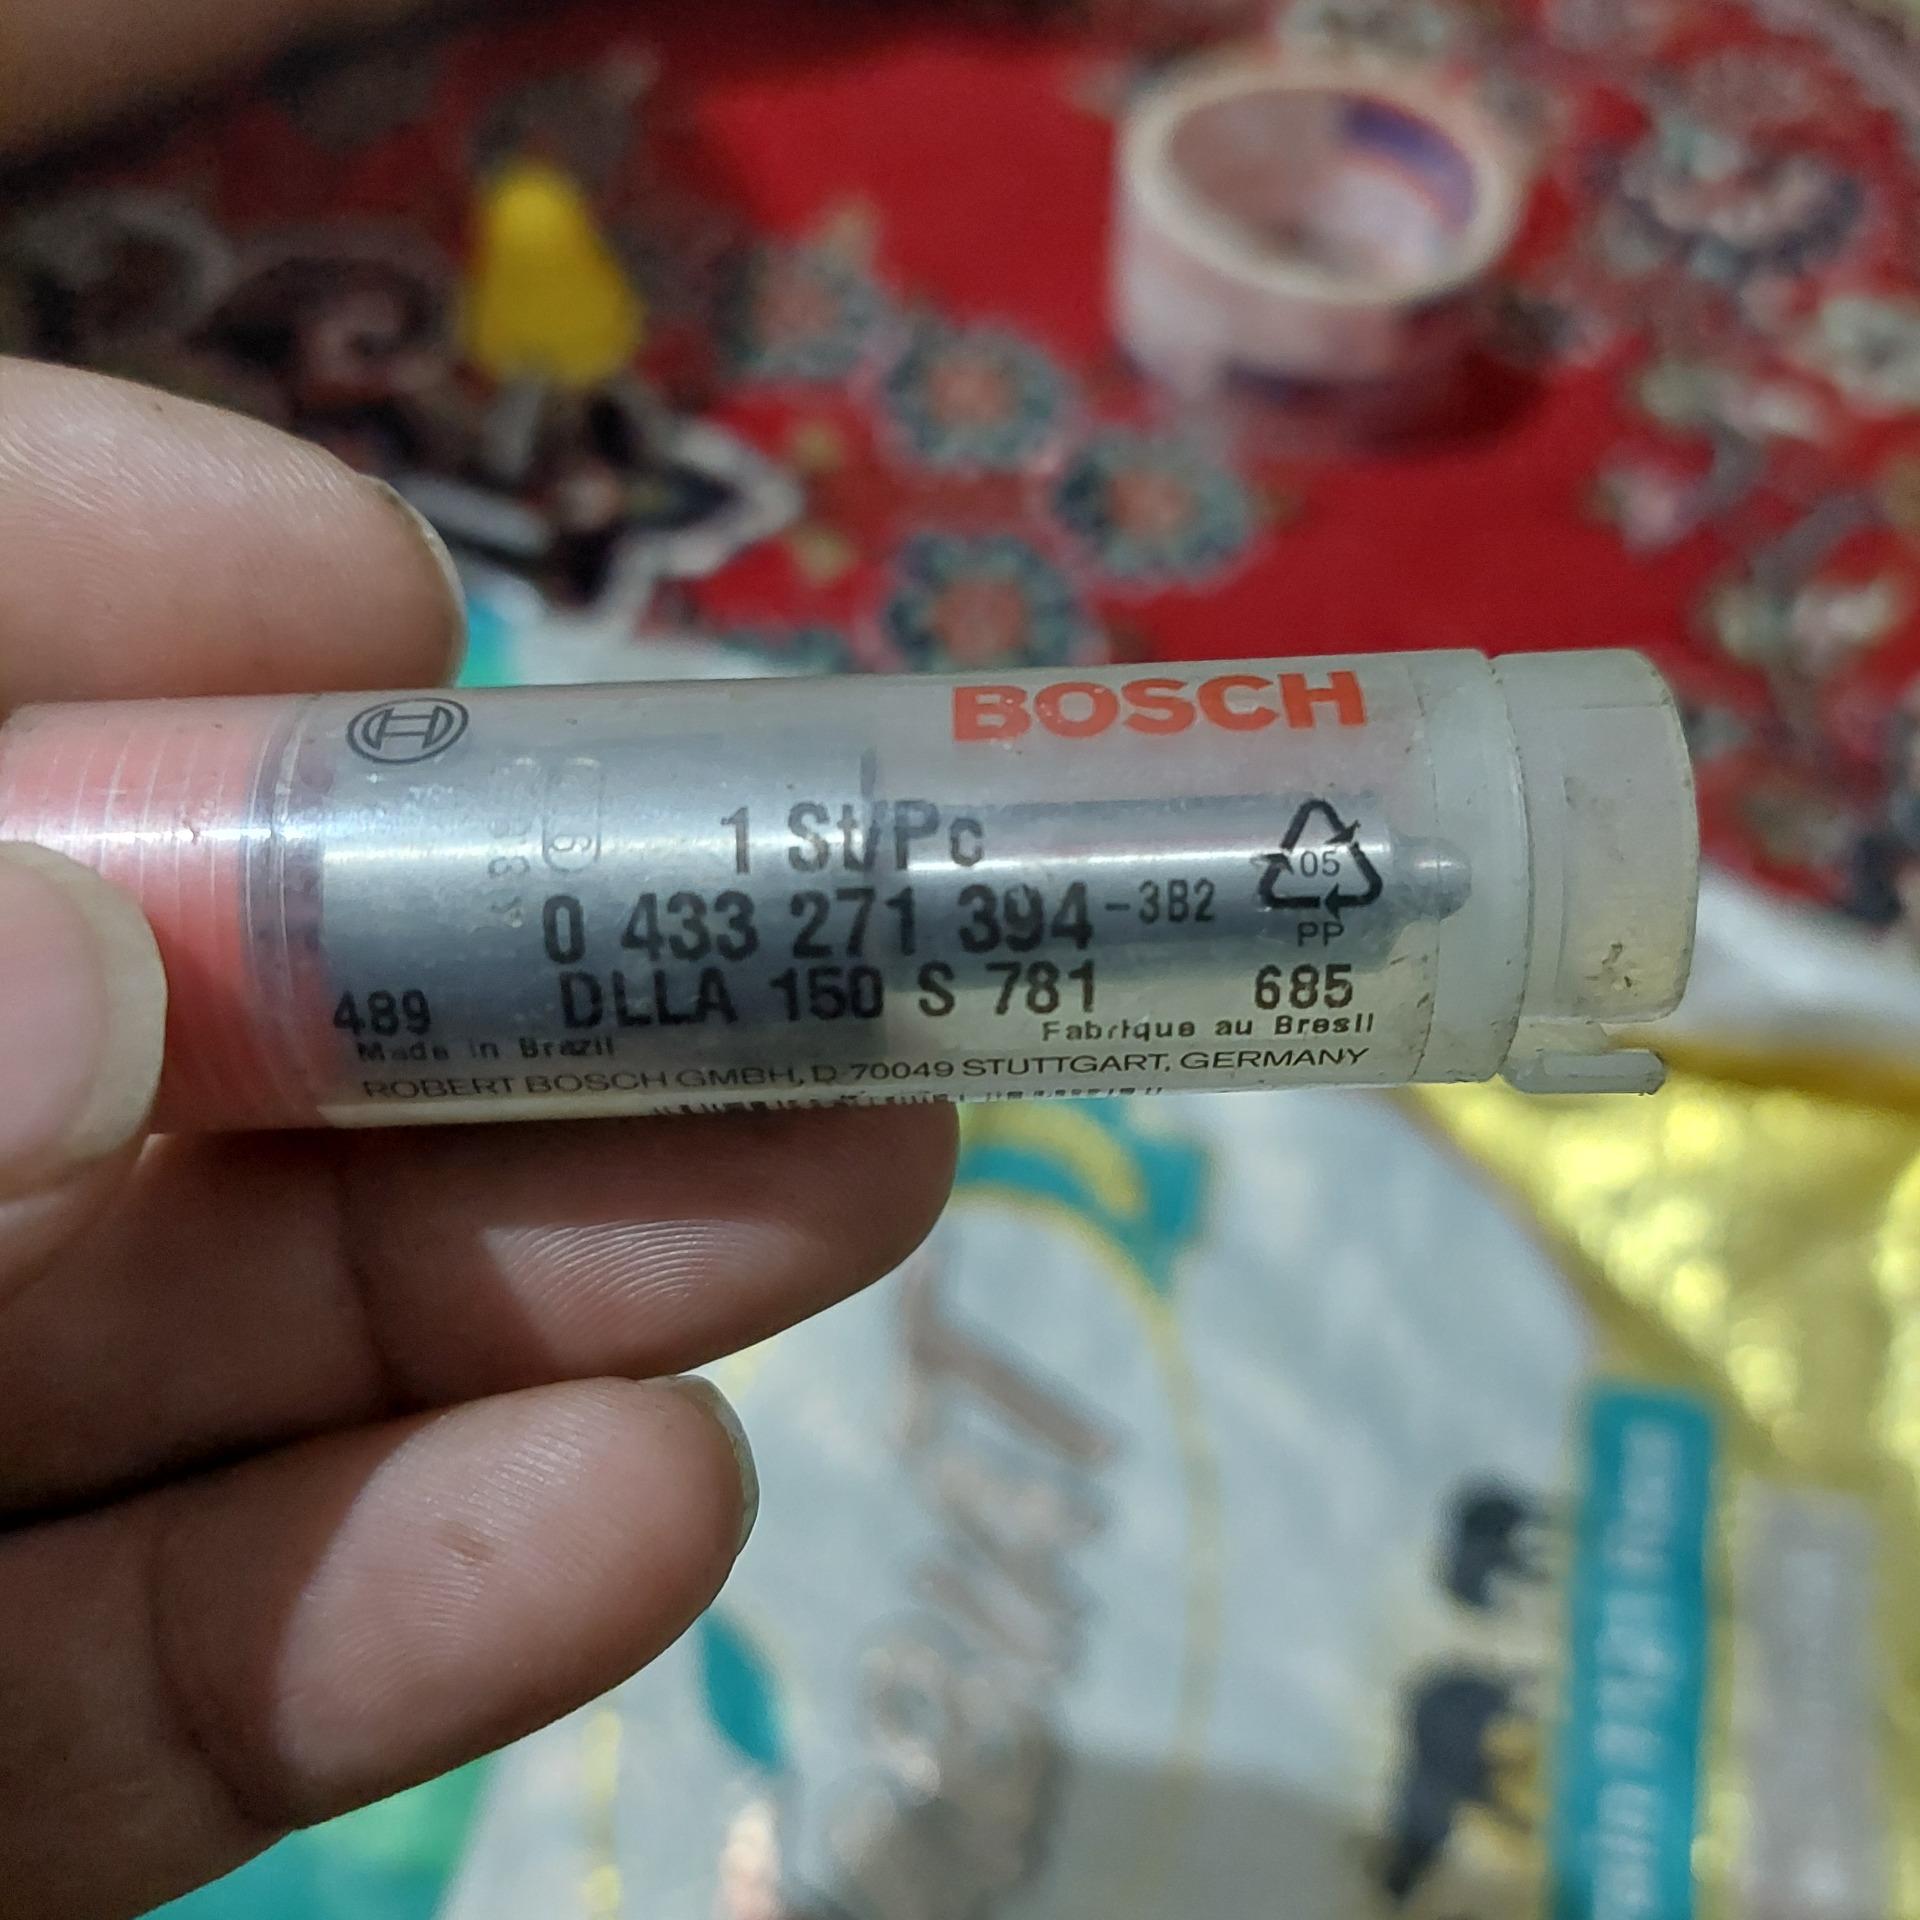 BOSCH
1 St/Pc
0 433 271 394-3B2
05
PP
489 DLLA 150 S 781 685
Made in Brazil Fabrique au Bresil
ROBERT BOSCH GMBH, D-70049 STUTTGART, GERMANY